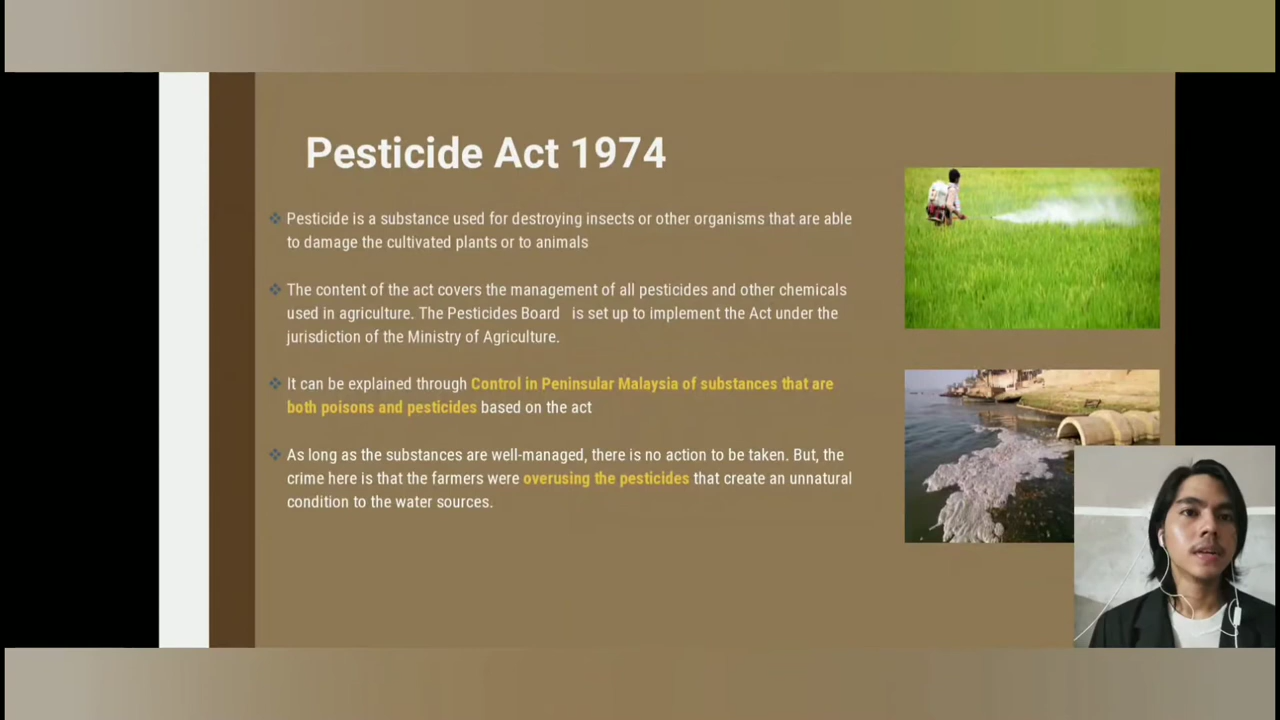 Pesticide Act 1974
Pesticide is a substance used for destroying insects or other organisms that are able
to damage the cultivated plants or to animals
The content of the act covers the management of all pesticides and other chemicals
used in agriculture. The Pesticides Board is set up to implement the Act under the
jurisdiction of the Ministry of Agriculture.
It can be explained through Control in Peninsular Malaysia of substances that are
both poisons and pesticides based on the act
As long as the substances are well-managed, there is no action to be taken. But, the
crime here is that the farmers were overusing the pesticides that create an unnatural
condition to the water sources.